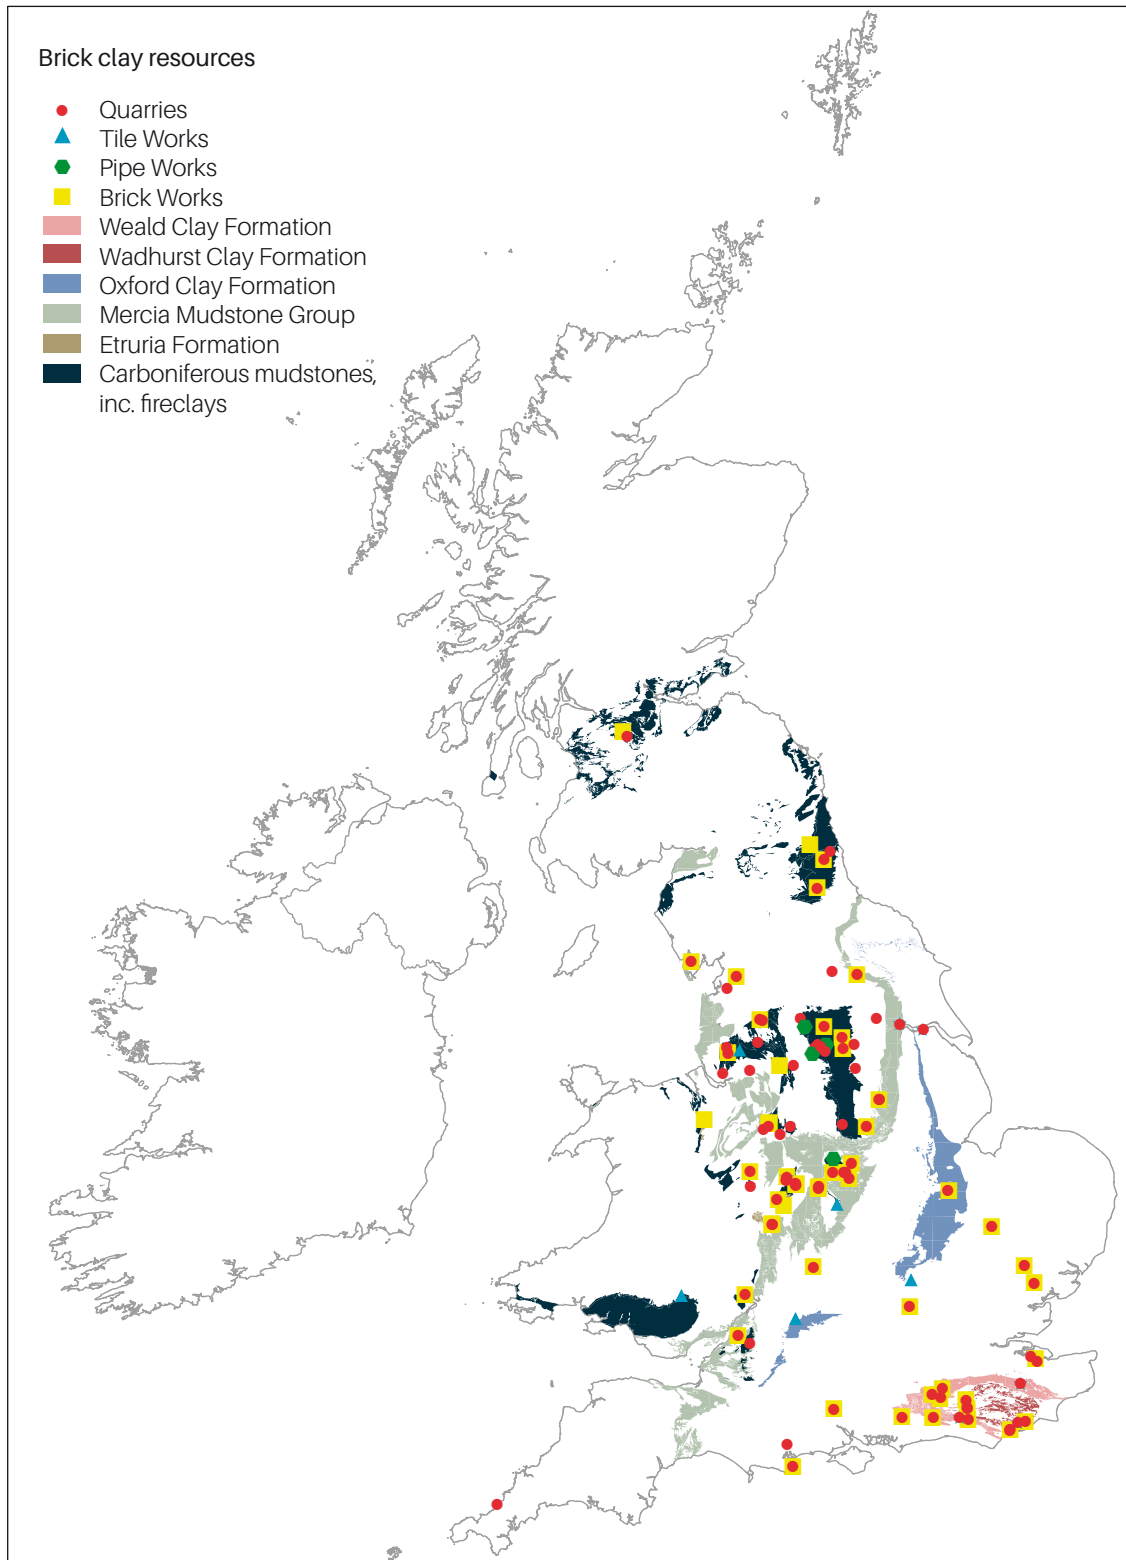 Brick clay resources
Quarries
Tile Works
Pipe Works
Brick Works
Weald Clay Formation
Wadhurst Clay Formation
Oxford Clay Formation
Mercia Mudstone Group
Etruria Formation
Carboniferous mudstones,
inc. fireclays